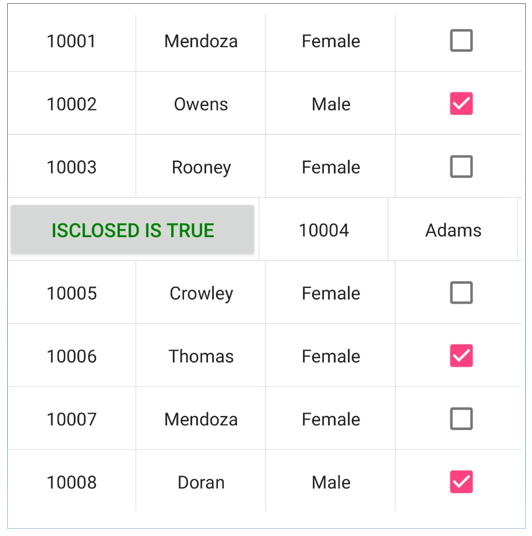 10001 Mendoza Female
10002 Owens Male
10003 Rooney Female
ISCLOSED IS TRUE 10004 Adams
10005 Crowley Female
10006 Thomas Female
10007 Mendoza Female
10008 Doran Male